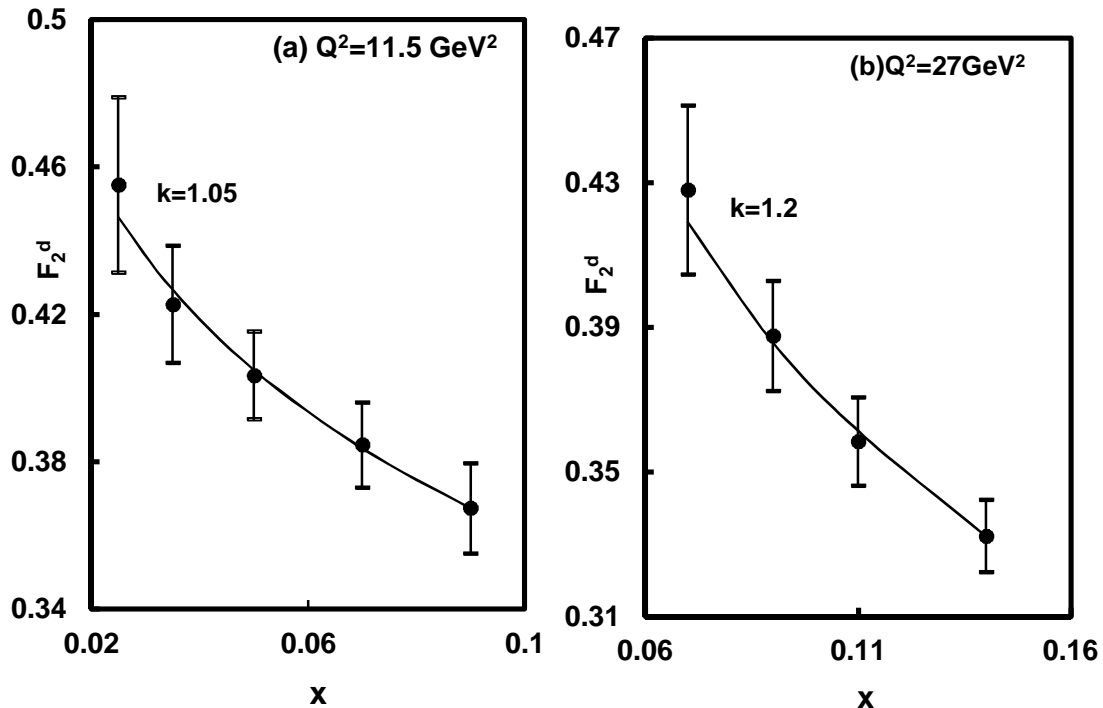 (a) Q²=11.5 GeV²
k=1.05
F₂ᵈ
0.5
0.46
0.42
0.38
0.34
0.02
0.06
0.1
x
(b)Q²=27GeV²
k=1.2
F₂ᵈ
0.47
0.43
0.39
0.35
0.31
0.06
0.11
0.16
x